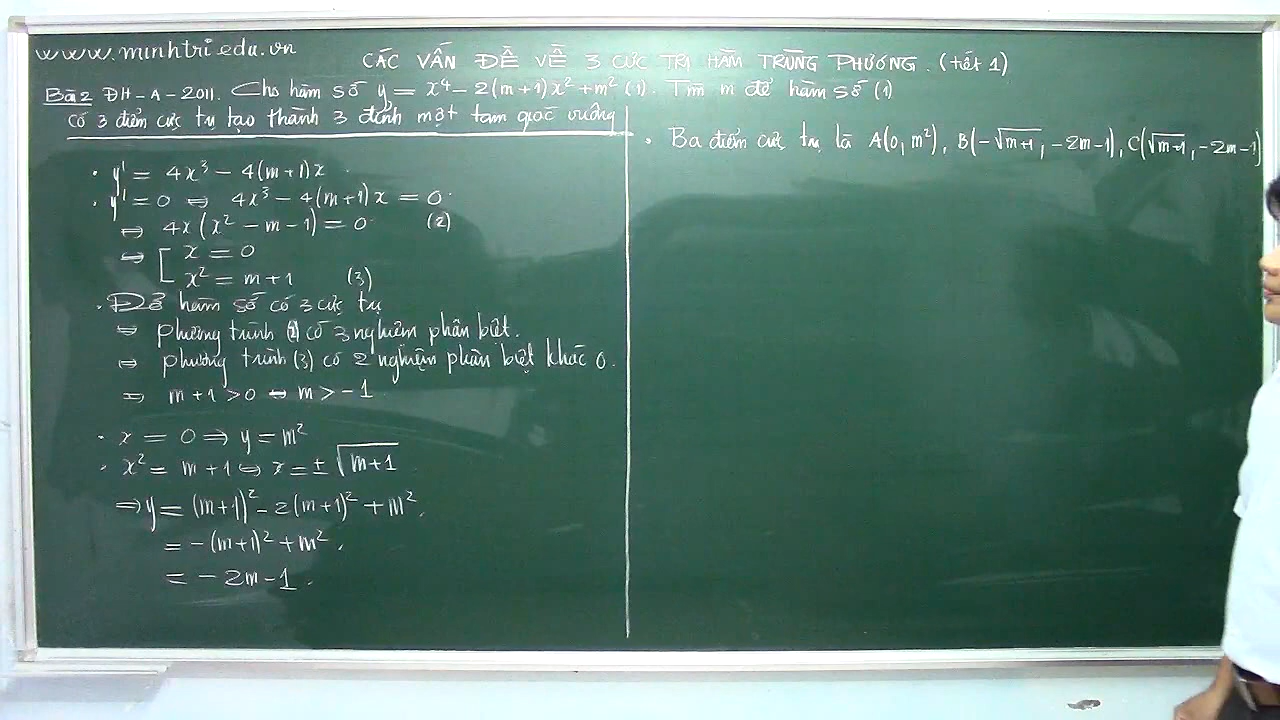 www.minhtriedu.vn
CÁC VẤN ĐỀ VỀ 3 CỰC TRỊ HÀM TRÙNG PHƯƠNG. (tiết 1)
Bài 2 ĐH-A-2011. Cho hàm số y = x⁴ - 2(m+1)x² + m² (1). Tìm m để hàm số (1)
có 3 điểm cực trị tạo thành 3 đỉnh một tam giác vuông
• y' = 4x³ - 4(m+1)x
• y' = 0 ⇔ 4x³ - 4(m+1)x = 0
⇔ 4x(x² - m - 1) = 0 (2)
⇔ [ x = 0
x² = m+1 (3)
• Để hàm số có 3 cực trị
⇔ phương trình (2) có 3 nghiệm phân biệt.
⇔ phương trình (3) có 2 nghiệm phân biệt khác 0.
⇔ m+1 > 0 ⇔ m > -1
• x = 0 ⇒ y = m²
• x² = m+1 ⇔ x = ±√(m+1)
⇒ y = (m+1)² - 2(m+1)² + m².
= -(m+1)² + m².
= - 2m - 1.
• Ba điểm cực trị là A(0, m²), B(-√(m+1), -2m-1), C(√(m+1), -2m-1)